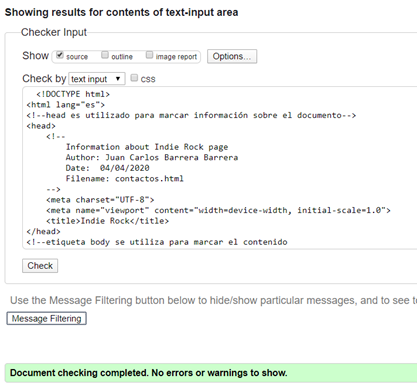 Showing results for contents of text-input area
Checker Input
Show source outline image report Options...
Check by text input css
<!DOCTYPE html>
<html lang="es">
<!--head es utilizado para marcar información sobre el documento-->
<head>
<!--
Information about Indie Rock page
Author: Juan Carlos Barrera Barrera
Date: 04/04/2020
Filename: contactos.html
-->
<meta charset="UTF-8">
<meta name="viewport" content="width=device-width, initial-scale=1.0">
<title>Indie Rock</title>
</head>
<!--etiqueta body se utiliza para marcar el contenido
Check
Use the Message Filtering button below to hide/show particular messages, and to see
Message Filtering
Document checking completed. No errors or warnings to show.